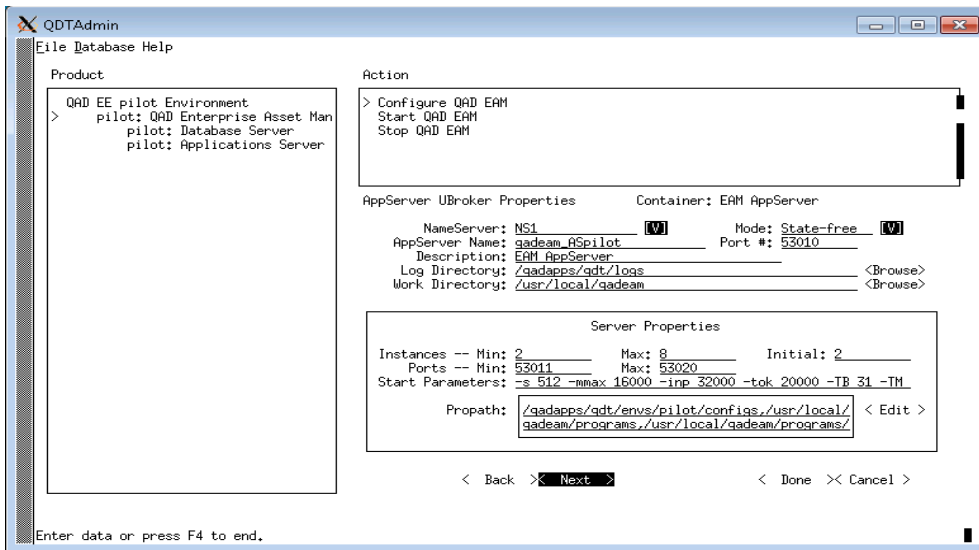 QDTAdmin
File Database Help
Product
QAD EE pilot Environment
> pilot: QAD Enterprise Asset Man
pilot: Database Server
pilot: Applications Server
Action
> Configure QAD EAM
Start QAD EAM
Stop QAD EAM
AppServer UBroker Properties Container: EAM AppServer
NameServer: NS1 [V] Mode: State-free [V]
AppServer Name: qadeam_ASpilot Port #: 53010
Description: EAM AppServer
Log Directory: /qadapps/qdt/logs <Browse>
Work Directory: /usr/local/qadeam <Browse>
Server Properties
Instances -- Min: 2 Max: 8 Initial: 2
Ports -- Min: 53011 Max: 53020
Start Parameters: -s 512 -mmax 16000 -inp 32000 -tok 20000 -TB 31 -TM
Propath: /qadapps/qdt/envs/pilot/configs,/usr/local/ < Edit >
qadeam/programs,/usr/local/qadeam/programs/
< Back >< Next > < Done >< Cancel >
Enter data or press F4 to end.